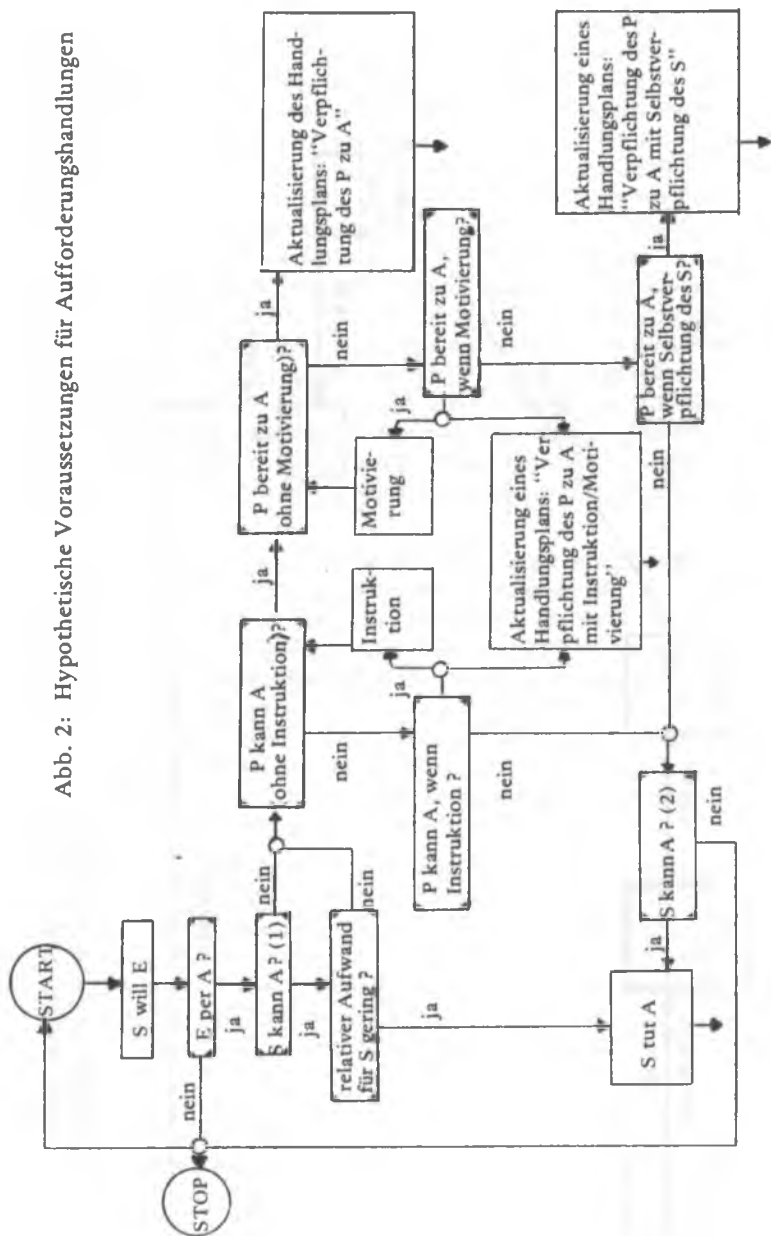 Abb. 2: Hypothetische Voraussetzungen für Aufforderungshandlungen
START
S will E
E per A ?
nein
STOP
ja
S kann A ? (1)
nein
ja
relativer Aufwand
für S gering ?
nein
ja
P kann A
(ohne Instruktion)?
ja
nein
P kann A, wenn
Instruktion ?
ja
Instruk-
tion
nein
P bereit zu A
ohne Motivierung)?
ja
Aktualisierung des Hand-
lungsplans: “Verpflich-
tung des P zu A”
nein
P bereit zu A,
wenn Motivierung?
ja
Motivie-
rung
nein
Aktualisierung eines
Handlungsplans: “Ver
pflichtung des P zu A
mit Instruktion/Moti-
vierung”
P bereit zu A,
wenn Selbstver-
pflichtung des S?
ja
Aktualisierung eines
Handlungsplans:
“Verpflichtung des P
zu A mit Selbstver-
pflichtung des S”
nein
S kann A ? (2)
nein
ja
S tut A